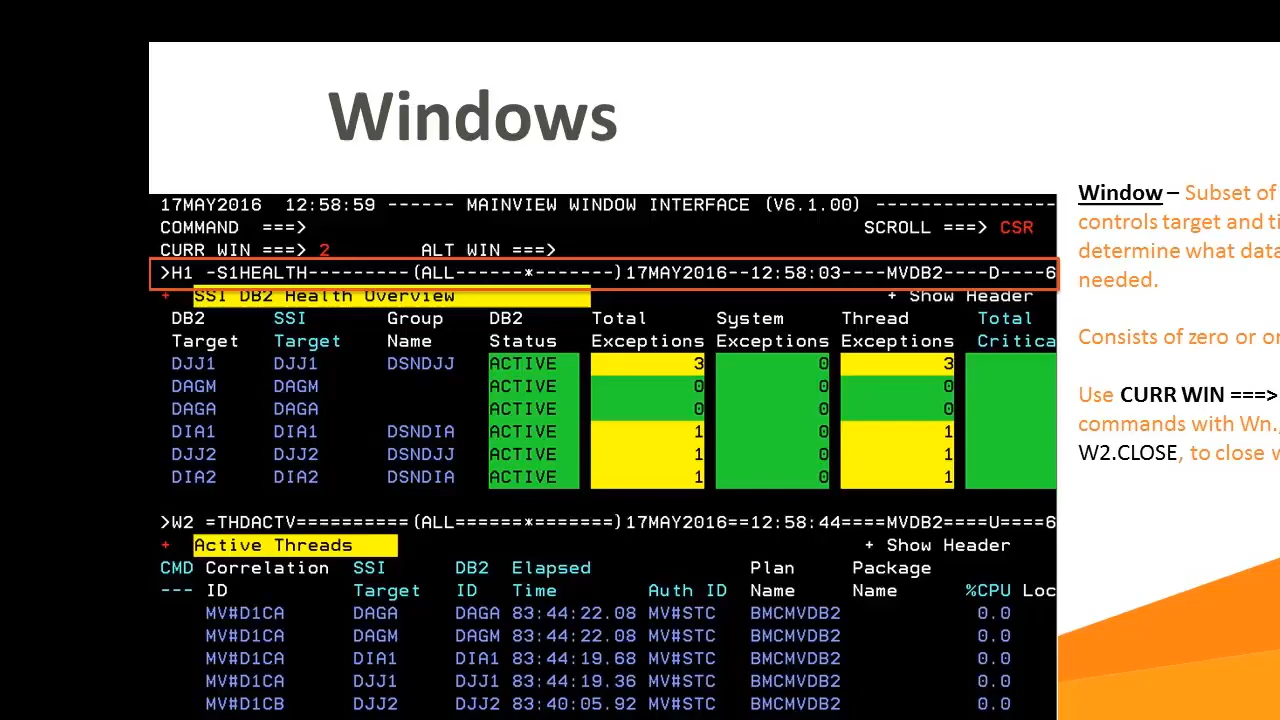 Windows
17MAY2016  12:58:59 ------ MAINVIEW WINDOW INTERFACE (V6.1.00) ----------------
COMMAND  ===>                                                 SCROLL ===> CSR
CURR WIN ===> 2        ALT WIN ===>
>H1 -S1HEALTH---------(ALL------*-------)17MAY2016--12:58:03----MVDB2----D----6
+  SSI DB2 Health Overview                                      + Show Header
DB2      SSI       Group    DB2      Total      System     Thread     Total
Target   Target    Name     Status   Exceptions Exceptions Exceptions Critica
DJJ1     DJJ1      DSNDJJ   ACTIVE            3          0          3
DAGM     DAGM               ACTIVE            0          0          0
DAGA     DAGA               ACTIVE            0          0          0
DIA1     DIA1      DSNDIA   ACTIVE            1          0          1
DJJ2     DJJ2      DSNDJJ   ACTIVE            1          0          1
DIA2     DIA2      DSNDIA   ACTIVE            1          0          1
>W2 =THDACTV==========(ALL======*=======)17MAY2016==12:58:44====MVDB2====U====6
+  Active Threads                                             + Show Header
CMD Correlation  SSI      DB2  Elapsed              Plan     Package
--- ID           Target   ID   Time        Auth ID  Name     Name      %CPU Loc
MV#D1CA      DAGA     DAGA 83:44:22.08 MV#STC   BMCMVDB2            0.0
MV#D1CA      DAGM     DAGM 83:44:22.08 MV#STC   BMCMVDB2            0.0
MV#D1CA      DIA1     DIA1 83:44:19.68 MV#STC   BMCMVDB2            0.0
MV#D1CA      DJJ1     DJJ1 83:44:19.36 MV#STC   BMCMVDB2            0.0
MV#D1CB      DJJ2     DJJ2 83:40:05.92 MV#STC   BMCMVDB2            0.0
Window – Subset of
controls target and ti
determine what data
needed.
Consists of zero or or
Use CURR WIN ===>
commands with Wn.,
W2.CLOSE, to close w